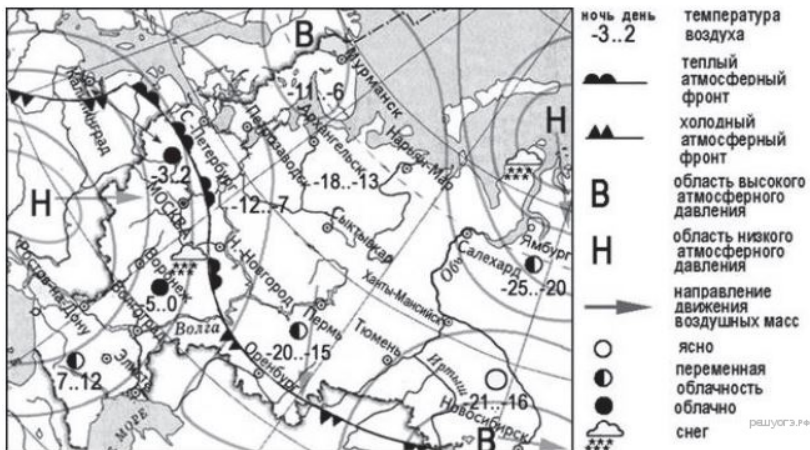 В
Мурманск
-11..-6
Калининград
С.-Петербург
Петрозаводск
Архангельск
Нарьян-Мар
Н
-3..2
-18..-13
Н
МОСКВА
-12..-7
Сыктывкар
Ямбург
Обь
Салехард
-25..-20
Воронеж
Н.Новгород
Ханты-Мансийск
Ростов-на-Дону
Волгоград
-5..0
Волга
Пермь
Тюмень
-20..-15
Оренбург
Иртыш
7..12
Элиста
-21..-16
Новосибирск
МОРЕ
В
ночь день
-3..2
температура
воздуха
теплый
атмосферный
фронт
холодный
атмосферный
фронт
В
область высокого
атмосферного
давления
Н
область низкого
атмосферного
давления
направление
движения
воздушных масс
ясно
переменная
облачность
облачно
снег
решуогэ.рф